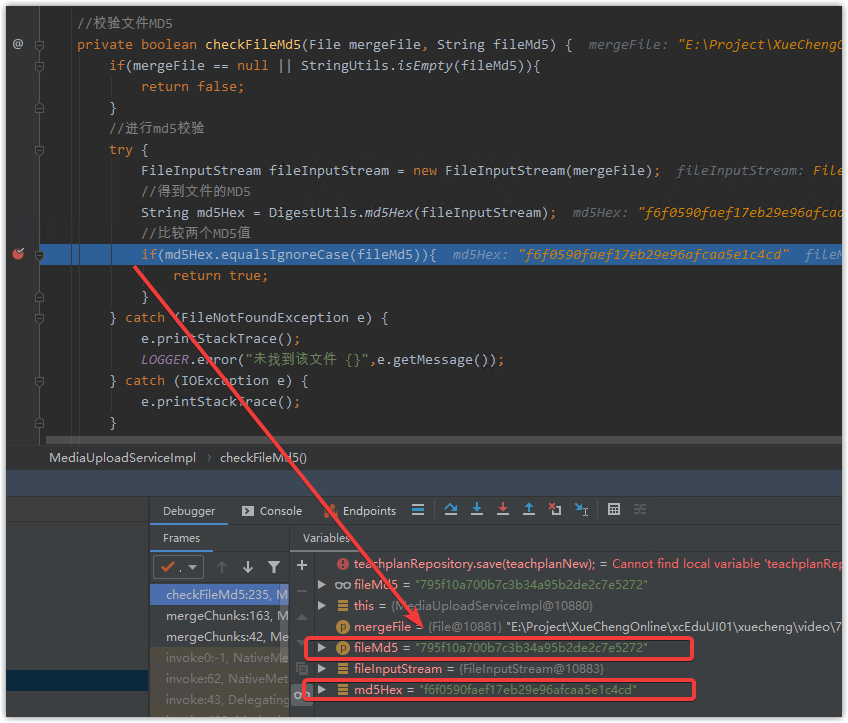 //校验文件MD5
@ private boolean checkFileMd5(File mergeFile, String fileMd5) { mergeFile: "E:\Project\XueChengO
if(mergeFile == null || StringUtils.isEmpty(fileMd5)){
return false;
}
//进行md5校验
try {
FileInputStream fileInputStream = new FileInputStream(mergeFile); fileInputStream: File
//得到文件的MD5
String md5Hex = DigestUtils.md5Hex(fileInputStream); md5Hex: "f6f0590faef17eb29e96afcaa
//比较两个MD5值
if(md5Hex.equalsIgnoreCase(fileMd5)){ md5Hex: "f6f0590faef17eb29e96afcaa5e1c4cd" fileM
return true;
}
} catch (FileNotFoundException e) {
e.printStackTrace();
LOGGER.error("未找到该文件 {}",e.getMessage());
} catch (IOException e) {
e.printStackTrace();
}
MediaUploadServiceImpl › checkFileMd5()
Debugger Console Endpoints
Frames Variables
teachplanRepository.save(teachplanNew); = Cannot find local variable 'teachplanRep
checkFileMd5:235, M
fileMd5 = "795f10a700b7c3b34a95b2de2c7e5272"
mergeChunks:163, Me
this = {MediaUploadServiceImpl@10880}
mergeChunks:42, Me
mergeFile = {File@10881} "E:\Project\XueChengOnline\xcEduUI01\xuecheng\video\7
invoke0:-1, NativeMe
fileMd5 = "795f10a700b7c3b34a95b2de2c7e5272"
invoke:62, NativeMet
fileInputStream = {FileInputStream@10883}
invoke:43, Delegating
md5Hex = "f6f0590faef17eb29e96afcaa5e1c4cd"